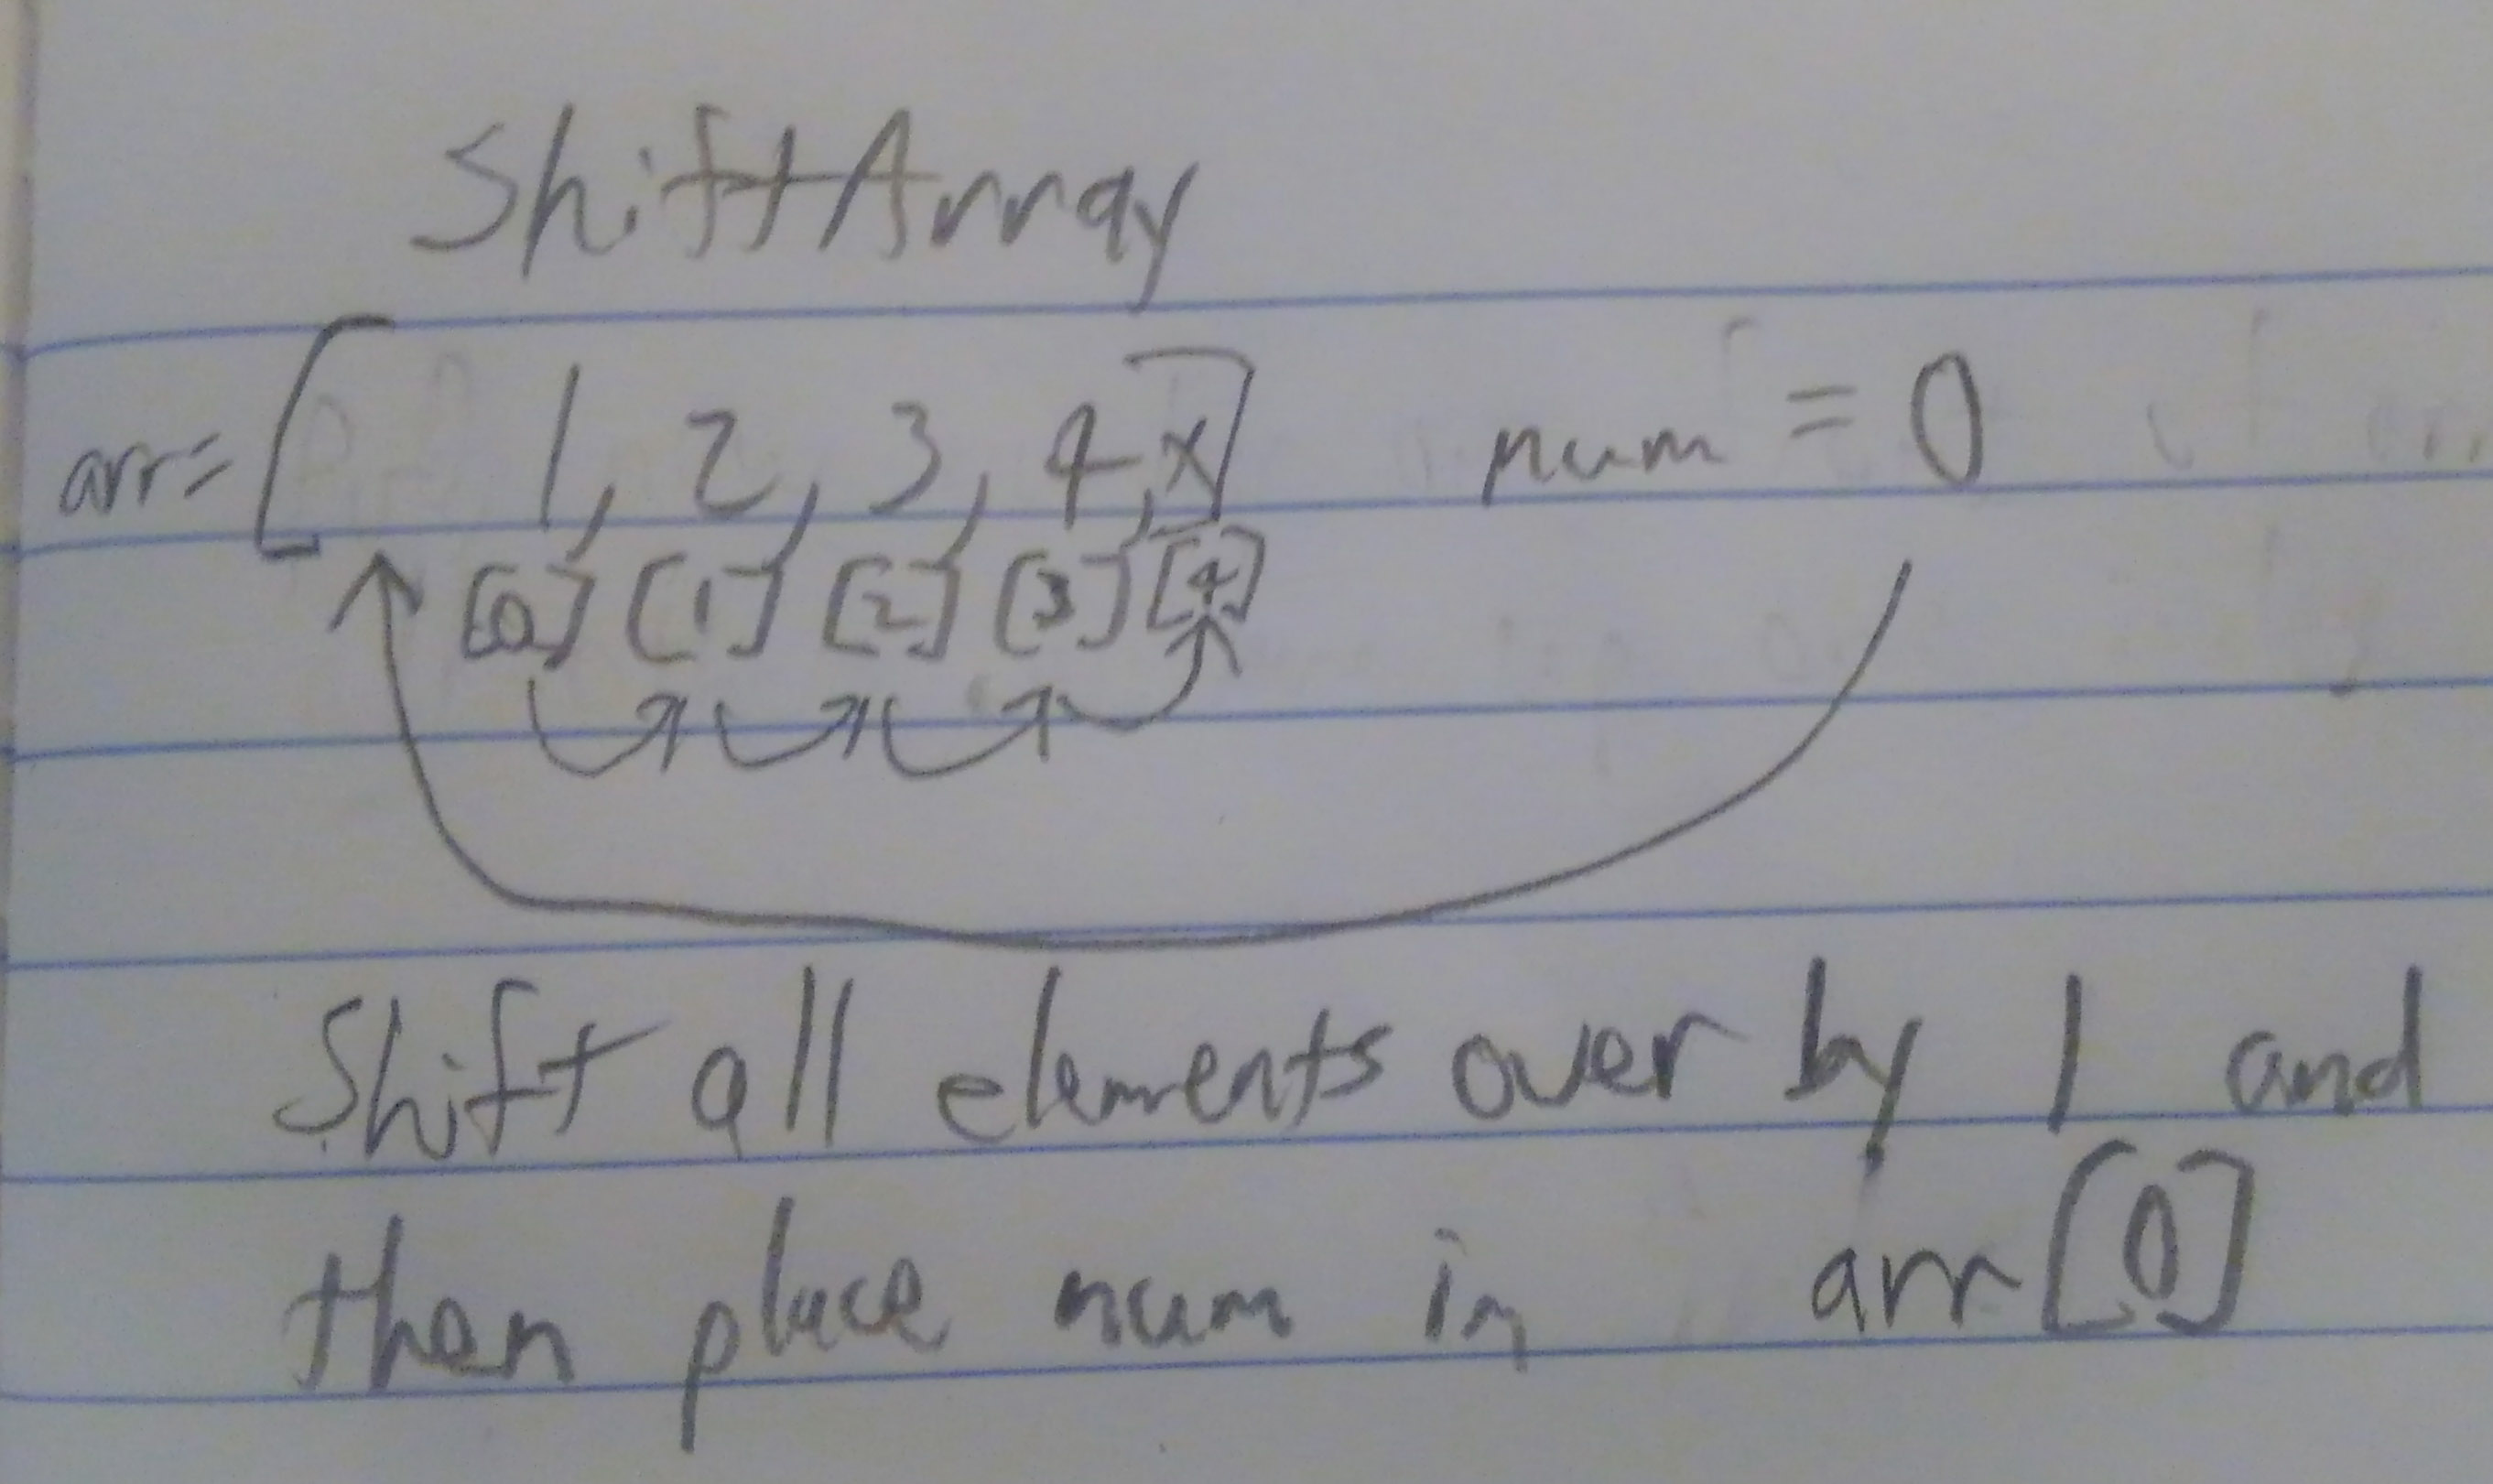 ShiftArray
arr= [ 1, 2, 3, 4, x] num = 0
[0] [1] [2] [3] [4]
Shift all elements over by 1 and
then place num in arr[0]